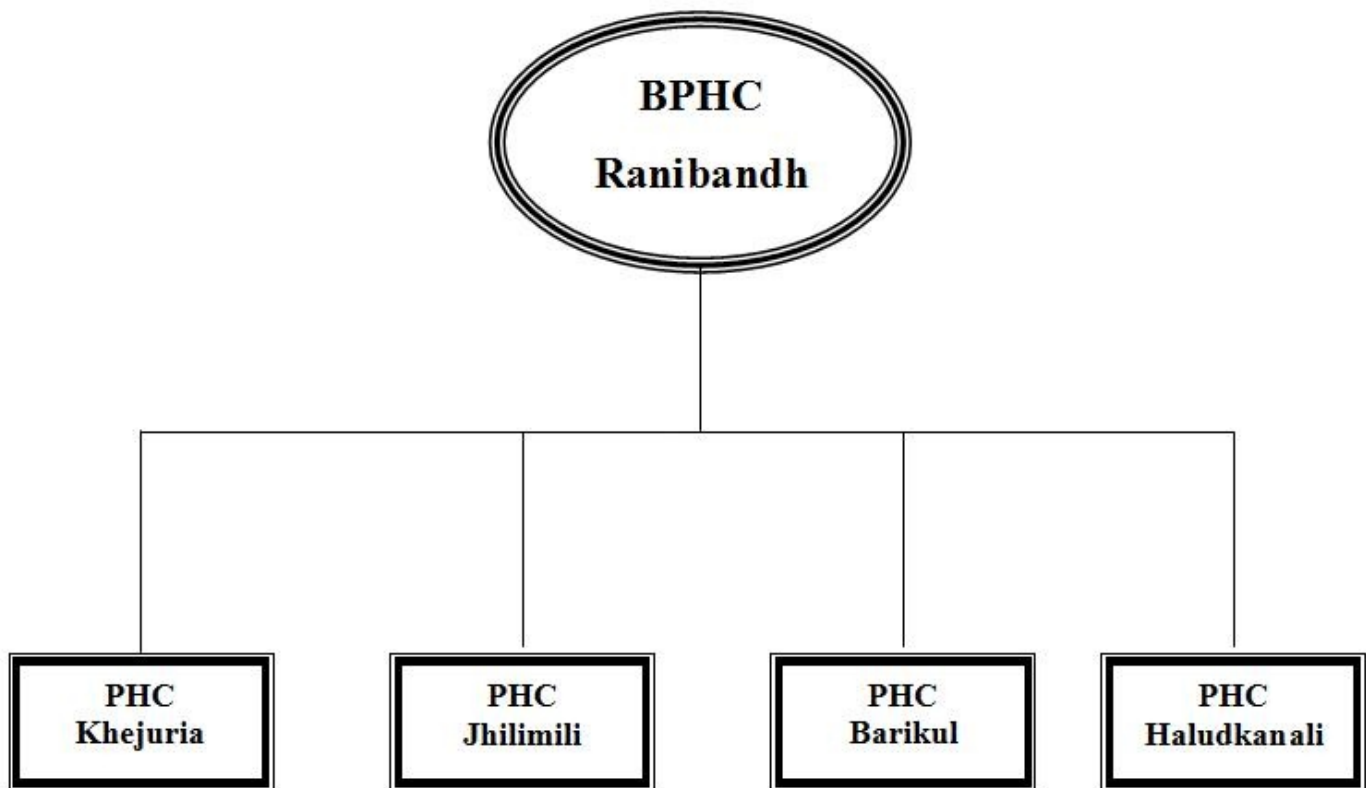 BPHC
Ranibandh
PHC
Khejuria
PHC
Jhilimili
PHC
Barikul
PHC
Haludkanali